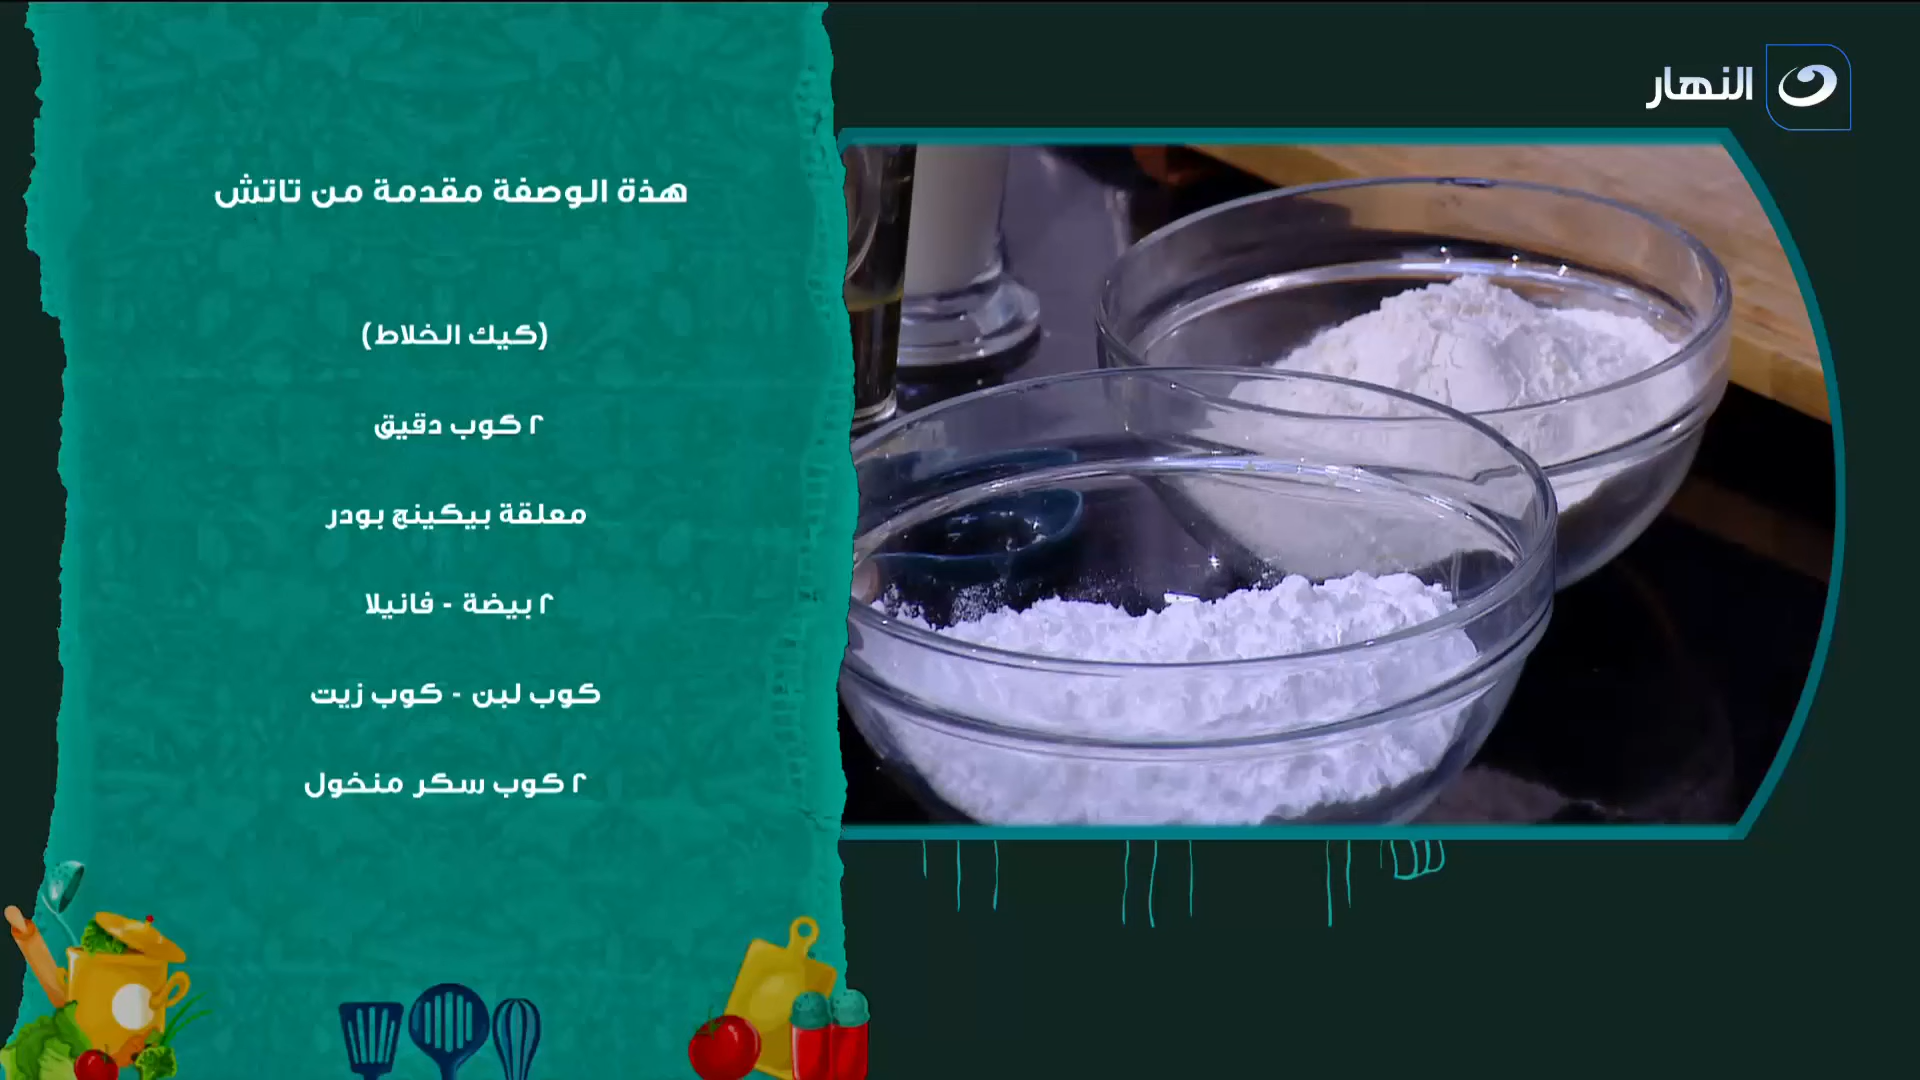 النهار
هذة الوصفة مقدمة من تاتش
(كيك الخلاط)
٢ كوب دقيق
معلقة بيكينج بودر
٢ بيضة - فانيلا
كوب لبن - كوب زيت
٢ كوب سكر منخول